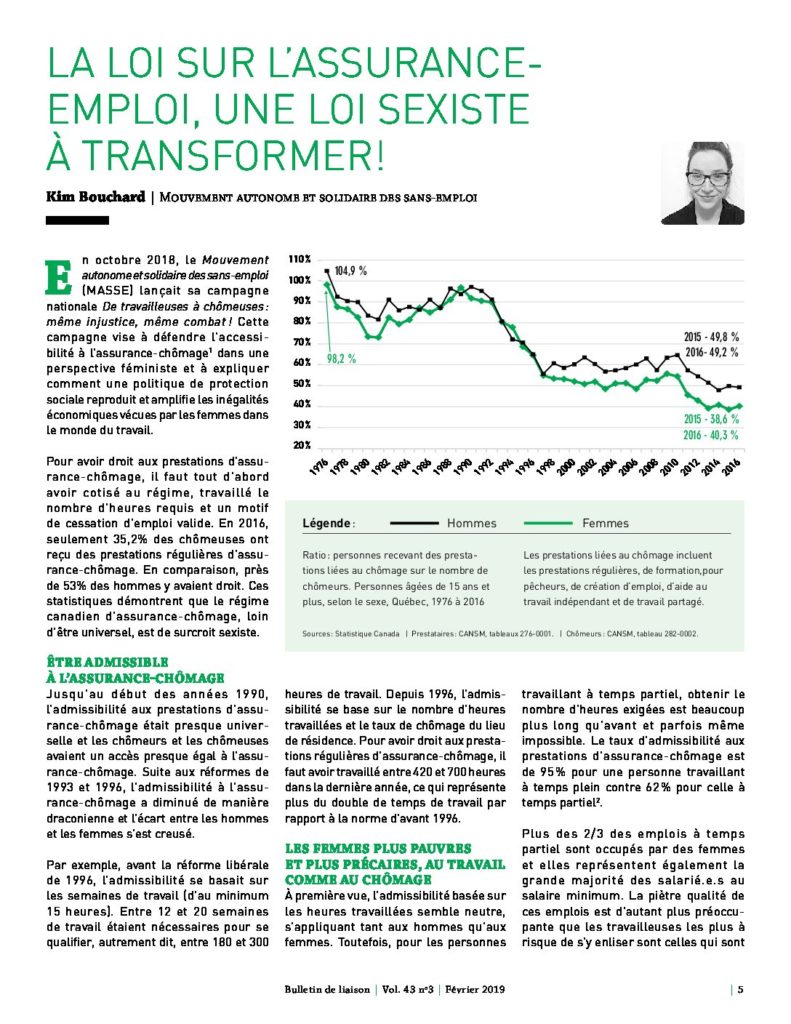 LA LOI SUR L'ASSURANCE-
EMPLOI, UNE LOI SEXISTE
À TRANSFORMER!
Kim Bouchard | MOUVEMENT AUTONOME ET SOLIDAIRE DES SANS-EMPLOI
En octobre 2018, le Mouvement
autonome et solidaire des sans-emploi
(MASSE) lançait sa campagne
nationale De travailleuses à chômeuses :
même injustice, même combat ! Cette
campagne vise à défendre l'accessi-
bilité à l'assurance-chômage¹ dans une
perspective féministe et à expliquer
comment une politique de protection
sociale reproduit et amplifie les inégalités
économiques vécues par les femmes dans
le monde du travail.
Pour avoir droit aux prestations d'assu-
rance-chômage, il faut tout d'abord
avoir cotisé au régime, travaillé le
nombre d'heures requis et un motif
de cessation d'emploi valide. En 2016,
seulement 35,2% des chômeuses ont
reçu des prestations régulières d'assu-
rance-chômage. En comparaison, près
de 53% des hommes y avaient droit. Ces
statistiques démontrent que le régime
canadien d'assurance-chômage, loin
d'être universel, est de surcroit sexiste.
ÊTRE ADMISSIBLE
À L'ASSURANCE-CHÔMAGE
Jusqu'au début des années 1990,
l'admissibilité aux prestations d'assu-
rance-chômage était presque univer-
selle et les chômeurs et les chômeuses
avaient un accès presque égal à l'assu-
rance-chômage. Suite aux réformes de
1993 et 1996, l'admissibilité à l'assu-
rance-chômage a diminué de manière
draconienne et l'écart entre les hommes
et les femmes s'est creusé.
Par exemple, avant la réforme libérale
de 1996, l'admissibilité se basait sur
les semaines de travail (d'au minimum
15 heures). Entre 12 et 20 semaines
de travail étaient nécessaires pour se
qualifier, autrement dit, entre 180 et 300
110%
100%
90%
80%
70%
60%
50%
40%
30%
20%
104,9 %
98,2 %
2015 - 49,8 %
2016- 49,2 %
2015 - 38,6 %
2016 - 40,3 %
1976 1978 1980 1982 1984 1986 1988 1990 1992 1994 1996 1998 2000 2002 2004 2006 2008 2010 2012 2014 2016
Légende : Hommes Femmes
Ratio : personnes recevant des presta-
tions liées au chômage sur le nombre de
chômeurs. Personnes âgées de 15 ans et
plus, selon le sexe, Québec, 1976 à 2016
Les prestations liées au chômage incluent
les prestations régulières, de formation,pour
pêcheurs, de création d'emploi, d'aide au
travail indépendant et de travail partagé.
Sources : Statistique Canada | Prestataires : CANSM, tableaux 276-0001. | Chômeurs : CANSM, tableau 282-0002.
heures de travail. Depuis 1996, l'admis-
sibilité se base sur le nombre d'heures
travaillées et le taux de chômage du lieu
de résidence. Pour avoir droit aux presta-
tions régulières d'assurance-chômage, il
faut avoir travaillé entre 420 et 700 heures
dans la dernière année, ce qui représente
plus du double de temps de travail par
rapport à la norme d'avant 1996.
LES FEMMES PLUS PAUVRES
ET PLUS PRÉCAIRES, AU TRAVAIL
COMME AU CHÔMAGE
À première vue, l'admissibilité basée sur
les heures travaillées semble neutre,
s'appliquant tant aux hommes qu'aux
femmes. Toutefois, pour les personnes
travaillant à temps partiel, obtenir le
nombre d'heures exigées est beaucoup
plus long qu'avant et parfois même
impossible. Le taux d'admissibilité aux
prestations d'assurance-chômage est
de 95% pour une personne travaillant
à temps plein contre 62% pour celle à
temps partiel².
Plus des 2/3 des emplois à temps
partiel sont occupés par des femmes
et elles représentent également la
grande majorité des salarié.e.s au
salaire minimum. La piètre qualité de
ces emplois est d'autant plus préoccu-
pante que les travailleuses les plus à
risque de s'y enliser sont celles qui sont
Bulletin de liaison | Vol. 43 nº3 | Février 2019
| 5